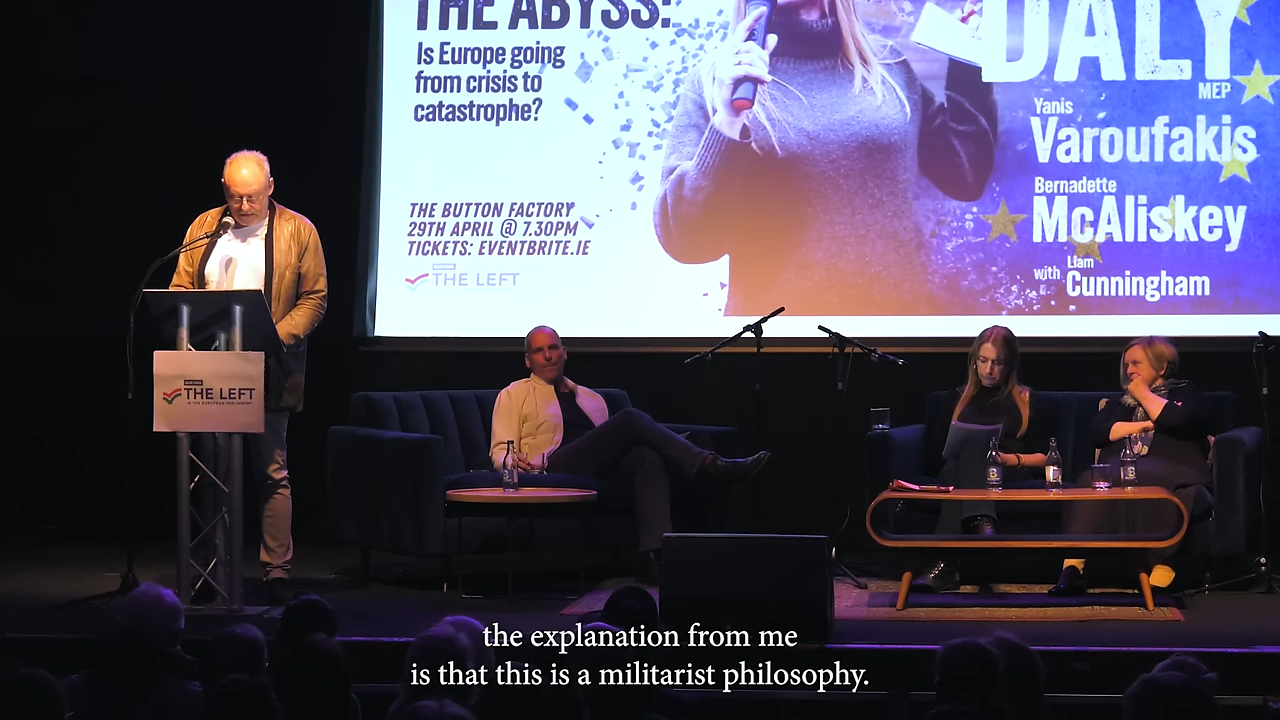 THE ABYSS:
Is Europe going
from crisis to
catastrophe?
THE BUTTON FACTORY
29TH APRIL @ 7.30PM
TICKETS: EVENTBRITE.IE
THE LEFT
DALY
MEP
Yanis
Varoufakis
Bernadette
McAliskey
with Liam
Cunningham
THE LEFT
IN THE EUROPEAN PARLIAMENT
the explanation from me
is that this is a militarist philosophy.